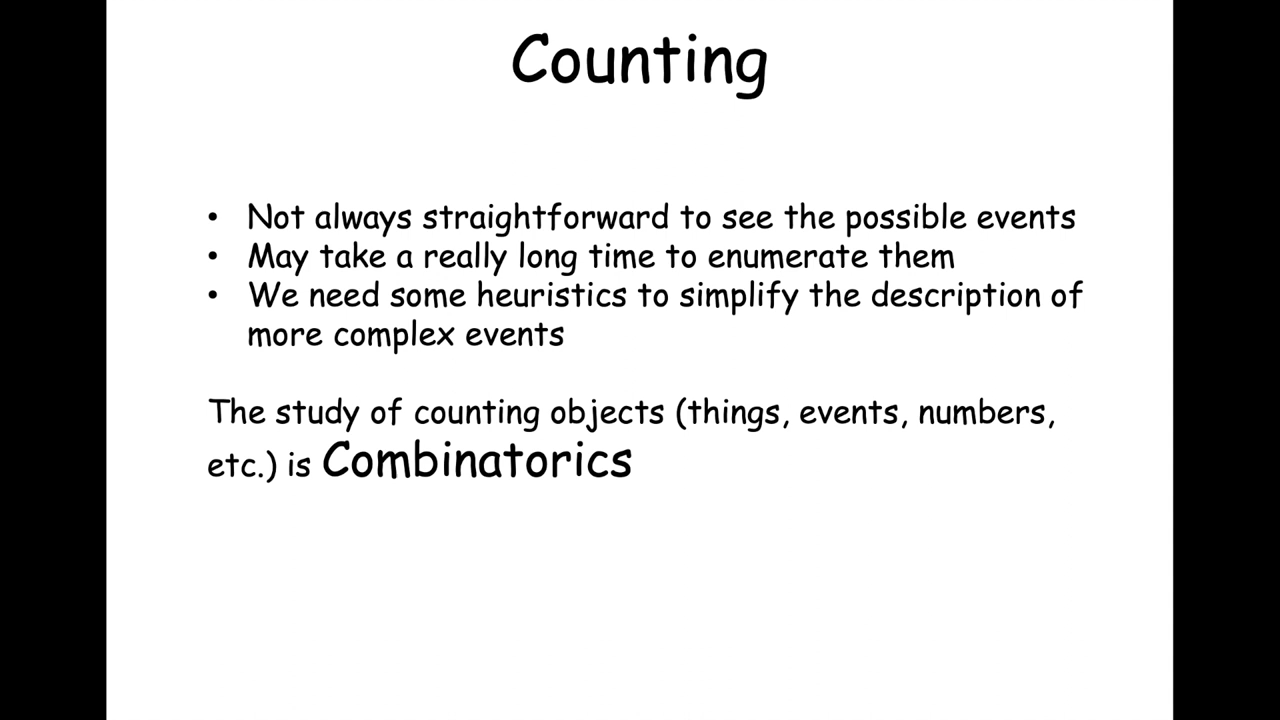 Counting
• Not always straightforward to see the possible events
• May take a really long time to enumerate them
• We need some heuristics to simplify the description of
more complex events
The study of counting objects (things, events, numbers,
etc.) is Combinatorics